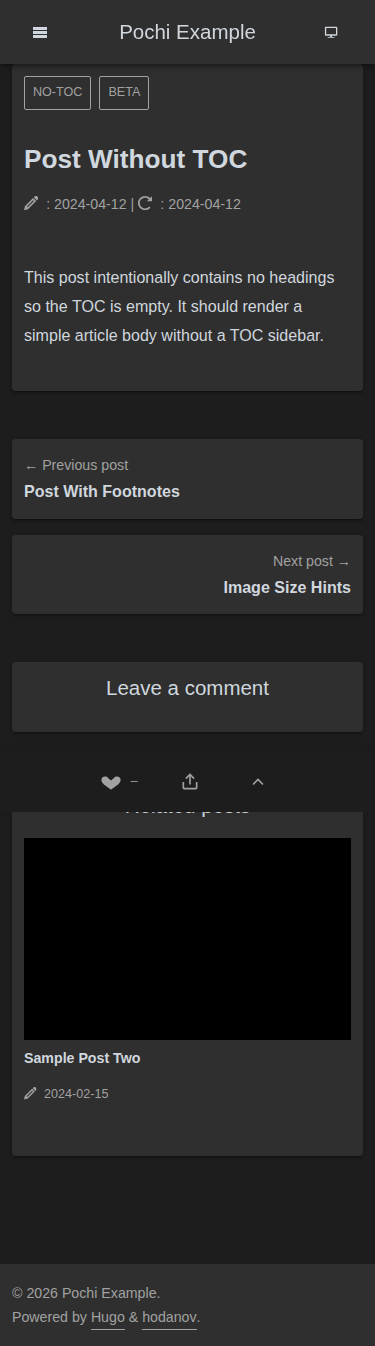 Pochi Example
NO-TOC BETA
Post Without TOC
: 2024-04-12 | : 2024-04-12
This post intentionally contains no headings
so the TOC is empty. It should render a
simple article body without a TOC sidebar.
← Previous post
Post With Footnotes
Next post →
Image Size Hints
Leave a comment
–
Related posts
Sample Post Two
2024-02-15
© 2026 Pochi Example.
Powered by Hugo & hodanov.